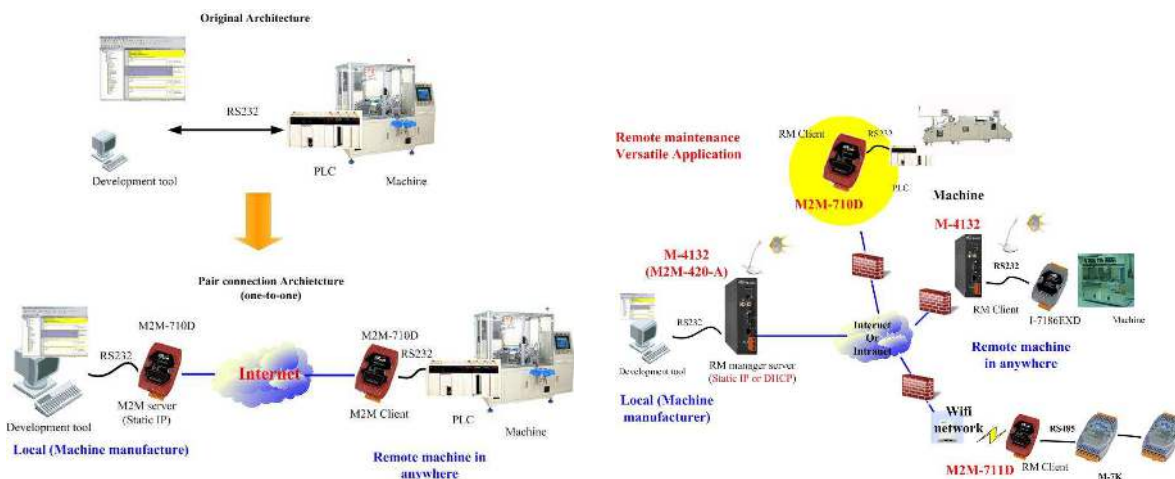 Original Architecture
RS232
PLC
Development tool
Machine
Pair connection Archietcture
(one-to-one)
M2M-710D
RS232
M2M server
(Static IP)
Internet
M2M-710D
RS232
M2M Client
PLC
Development tool
Machine
Local (Machine manufacture)
Remote machine in
anywhere
Remote maintenance
Versatile Application
RM Client
RS232
PLC
M2M-710D
Machine
M-4132
(M2M-420-A)
RS232
Development tool
RM manager server
(Static IP or DHCP)
Local (Machine
manufacturer)
Internet
Or
Intranet
M-4132
RS232
RM Client
I-7186EXD
Machine
Remote machine
in anywhere
Wifi
network
M2M-711D
RM Client
RS485
M-7K